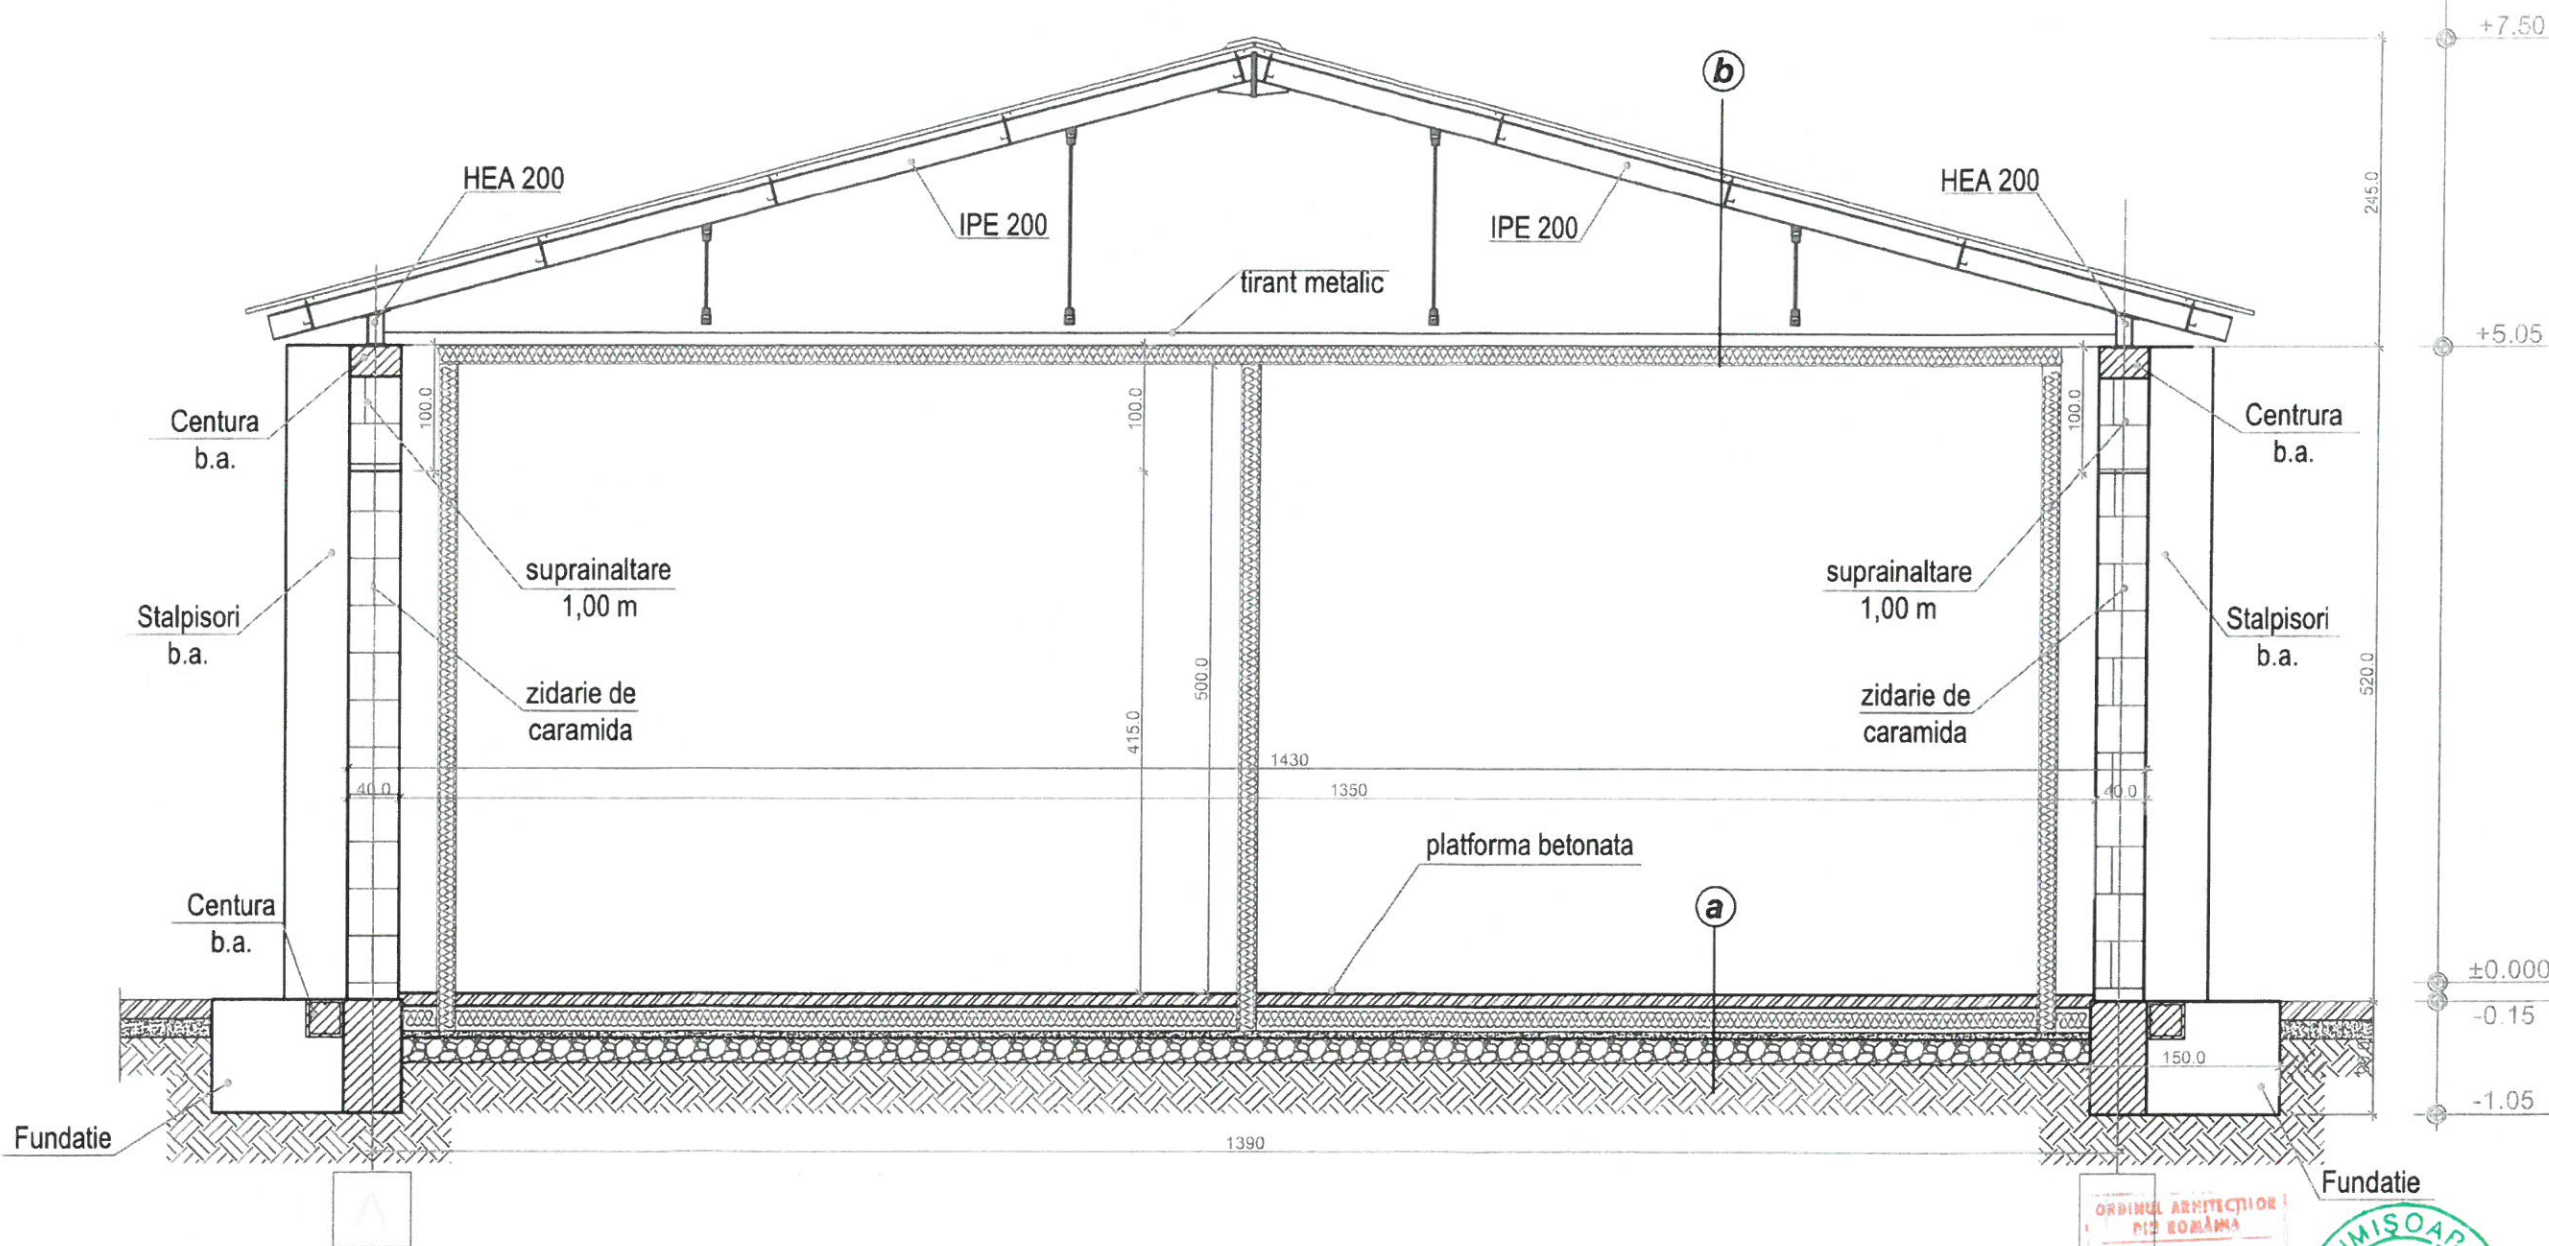 +7.50
b
HEA 200
HEA 200
245.0
IPE 200
IPE 200
tirant metalic
+5.05
100.0
100.0
100.0
Centura
b.a.
Centrura
b.a.
suprainaltare
1,00 m
suprainaltare
1,00 m
Stalpisori
b.a.
Stalpisori
b.a.
500.0
520.0
zidarie de
caramida
zidarie de
caramida
415.0
1430
40.0
1350
40.0
platforma betonata
a
Centura
b.a.
±0.000
-0.15
150.0
-1.05
Fundatie
1390
Fundatie
A
ORDINUL ARHITECȚILOR
DIN ROMÂNIA